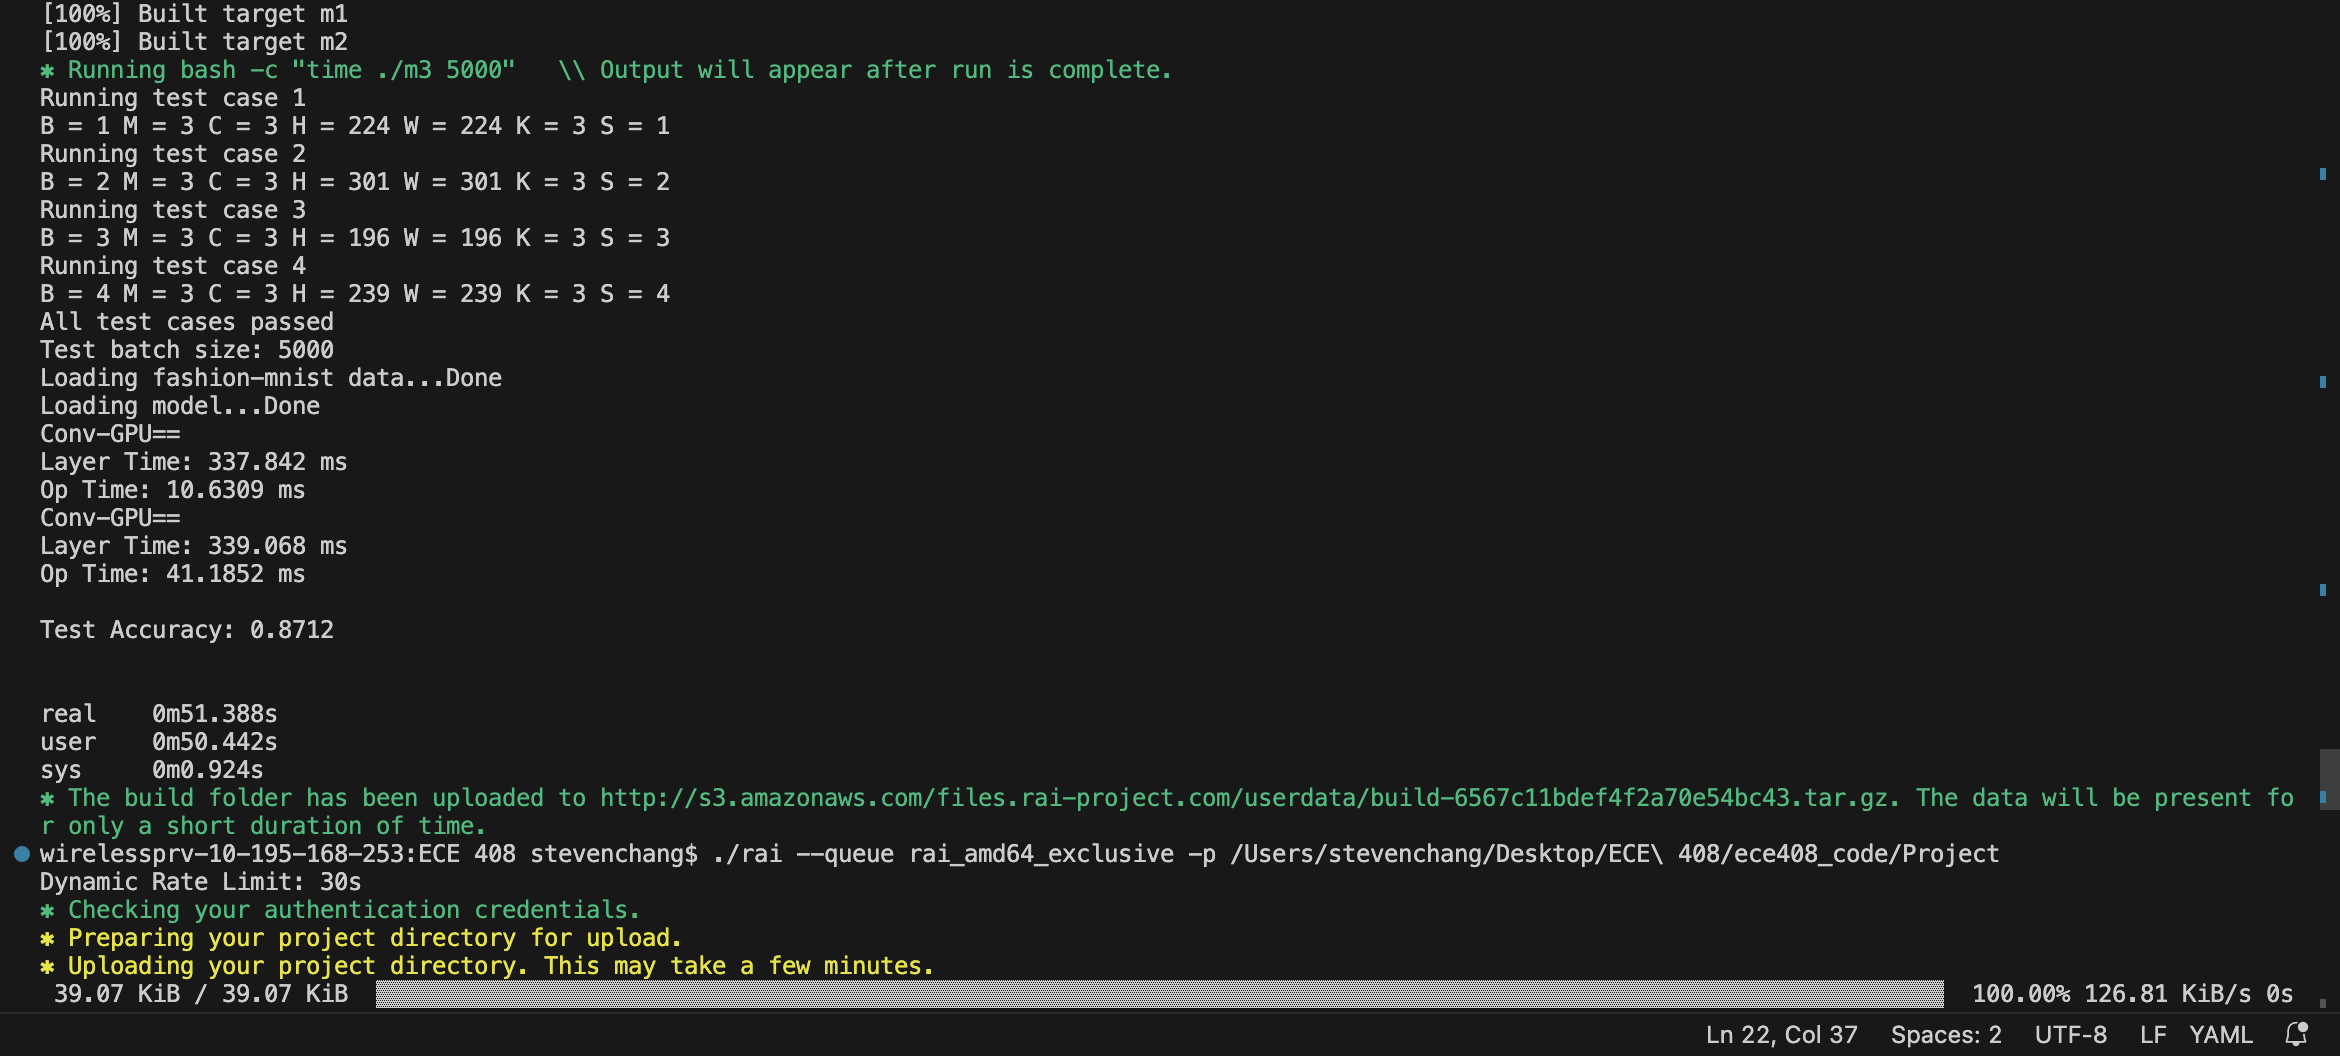 [100%] Built target m1
[100%] Built target m2
✱ Running bash -c "time ./m3 5000"   \\ Output will appear after run is complete.
Running test case 1
B = 1 M = 3 C = 3 H = 224 W = 224 K = 3 S = 1
Running test case 2
B = 2 M = 3 C = 3 H = 301 W = 301 K = 3 S = 2
Running test case 3
B = 3 M = 3 C = 3 H = 196 W = 196 K = 3 S = 3
Running test case 4
B = 4 M = 3 C = 3 H = 239 W = 239 K = 3 S = 4
All test cases passed
Test batch size: 5000
Loading fashion-mnist data...Done
Loading model...Done
Conv-GPU==
Layer Time: 337.842 ms
Op Time: 10.6309 ms
Conv-GPU==
Layer Time: 339.068 ms
Op Time: 41.1852 ms
Test Accuracy: 0.8712
real    0m51.388s
user    0m50.442s
sys     0m0.924s
✱ The build folder has been uploaded to http://s3.amazonaws.com/files.rai-project.com/userdata/build-6567c11bdef4f2a70e54bc43.tar.gz. The data will be present fo
r only a short duration of time.
wirelessprv-10-195-168-253:ECE 408 stevenchang$ ./rai --queue rai_amd64_exclusive -p /Users/stevenchang/Desktop/ECE\ 408/ece408_code/Project
Dynamic Rate Limit: 30s
✱ Checking your authentication credentials.
✱ Preparing your project directory for upload.
✱ Uploading your project directory. This may take a few minutes.
39.07 KiB / 39.07 KiB 100.00% 126.81 KiB/s 0s
Ln 22, Col 37 Spaces: 2 UTF-8 LF YAML